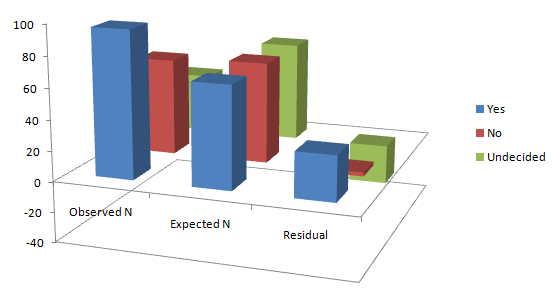 100
80
60
40
20
0
-20
-40
Observed N
Expected N
Residual
Yes
No
Undecided